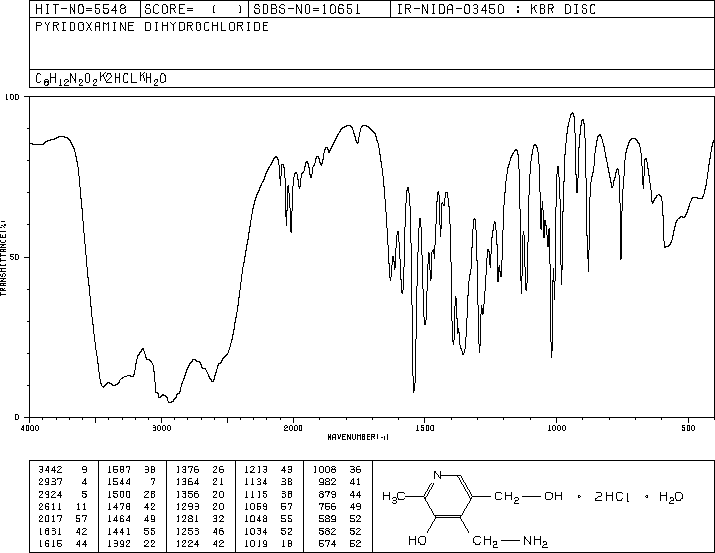 HIT-NO=5548 SCORE= ( ) SDBS-NO=10651 IR-NIDA-03450 : KBR DISC
PYRIDOXAMINE DIHYDROCHLORIDE
C8H12N2O2K2HCLKH2O
100
50
0
TRANSMITTANCE(%)
4000 3000 2000 1500 1000 500
WAVENUMBER(-1)
3442 9 1587 38 1376 26 1213 43 1008 36
2937 4 1544 7 1364 21 1134 38 982 41
2924 5 1500 28 1356 20 1115 38 879 44
2611 11 1478 42 1293 20 1059 57 756 49
2017 57 1464 49 1281 32 1048 55 589 52
1631 42 1441 55 1253 46 1034 52 582 52
1615 44 1392 22 1224 42 1019 18 574 52
N
H3C CH2 OH • 2HCl • H2O
HO CH2 NH2